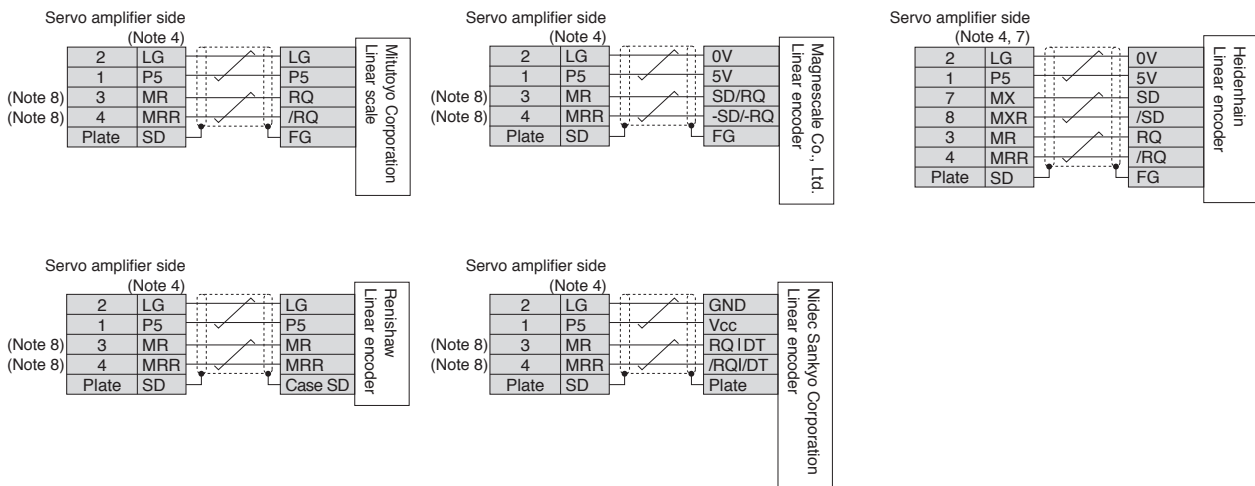 Servo amplifier side
(Note 4)
2 LG LG
1 P5 P5
(Note 8) 3 MR RQ
(Note 8) 4 MRR /RQ
Plate SD FG
Mitutoyo Corporation
Linear scale
Servo amplifier side
(Note 4)
2 LG 0V
1 P5 5V
(Note 8) 3 MR SD/RQ
(Note 8) 4 MRR -SD/-RQ
Plate SD FG
Magnescale Co., Ltd.
Linear encoder
Servo amplifier side
(Note 4, 7)
2 LG 0V
1 P5 5V
7 MX SD
8 MXR /SD
3 MR RQ
4 MRR /RQ
Plate SD FG
Heidenhain
Linear encoder
Servo amplifier side
(Note 4)
2 LG LG
1 P5 P5
(Note 8) 3 MR MR
(Note 8) 4 MRR MRR
Plate SD Case SD
Renishaw
Linear encoder
Servo amplifier side
(Note 4)
2 LG GND
1 P5 Vcc
(Note 8) 3 MR RQIDT
(Note 8) 4 MRR /RQI/DT
Plate SD Plate
Nidec Sankyo Corporation
Linear encoder